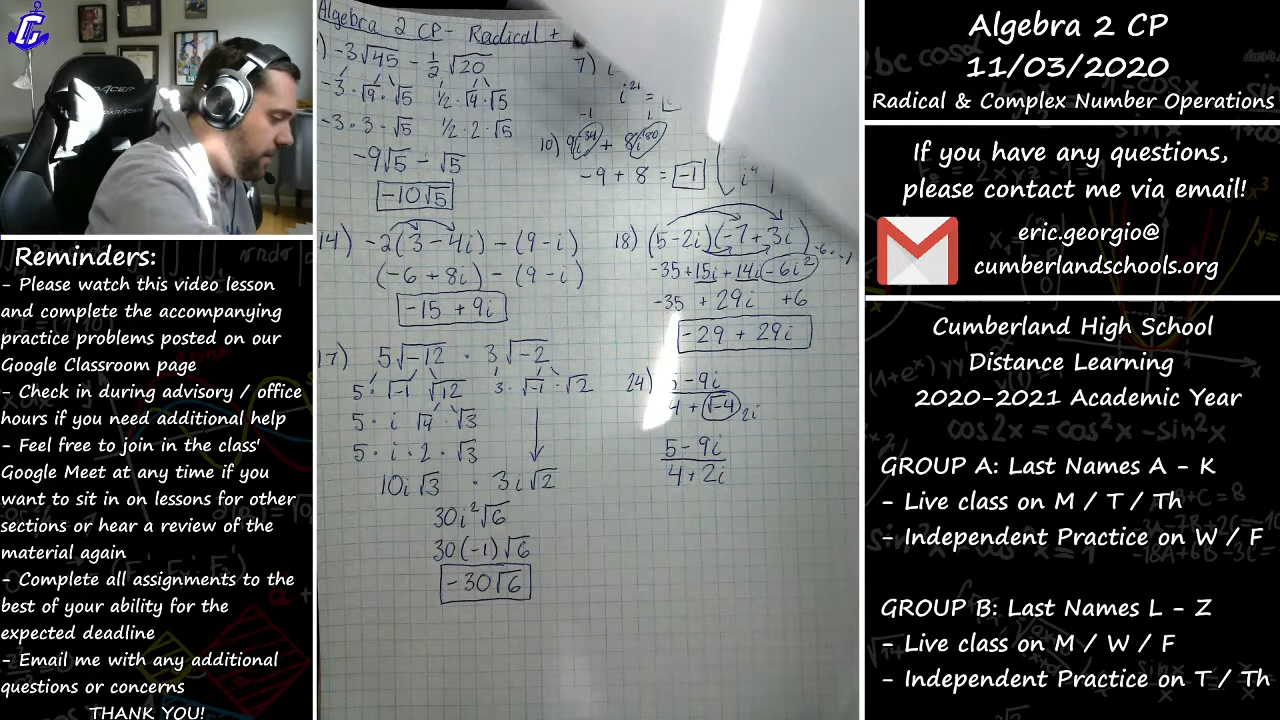 C
Reminders:
- Please watch this video lesson
and complete the accompanying
practice problems posted on our
Google Classroom page
- Check in during advisory / office
hours if you need additional help
- Feel free to join in the class'
Google Meet at any time if you
want to sit in on lessons for other
sections or hear a review of the
material again
- Complete all assignments to the
best of your ability for the
expected deadline
- Email me with any additional
questions or concerns
THANK YOU!
Algebra 2 CP - Radical +
) -3√45 - 1/2 √20
-3 · √9 · √5 1/2 · √4 · √5
-3 · 3 · √5 1/2 · 2 · √5
-9√5 - √5
-10√5
7) i
i²¹ =
-1 1
10) 9i³⁴ + 8i⁸⁰
-9 + 8 = -1
i⁴
14) -2(3 - 4i) - (9 - i)
(-6 + 8i) - (9 - i)
-15 + 9i
18) (5 - 2i)(-7 + 3i)
-6 · -1
-35 + 15i + 14i - 6i²
-35 + 29i + 6
-29 + 29i
17) 5√-12 · 3√-2
5 · √-1 √12 3 · √-1 · √2
5 · i √4 · √3
5 · i · 2 · √3
10i√3 · 3i√2
30i²√6
30(-1)√6
-30√6
24) - 9i
4 + √-4 2i
5 - 9i
4 + 2i
Algebra 2 CP
11/03/2020
Radical & Complex Number Operations
If you have any questions,
please contact me via email!
eric.georgio@
cumberlandschools.org
Cumberland High School
Distance Learning
2020-2021 Academic Year
GROUP A: Last Names A - K
- Live class on M / T / Th
- Independent Practice on W / F
GROUP B: Last Names L - Z
- Live class on M / W / F
- Independent Practice on T / Th